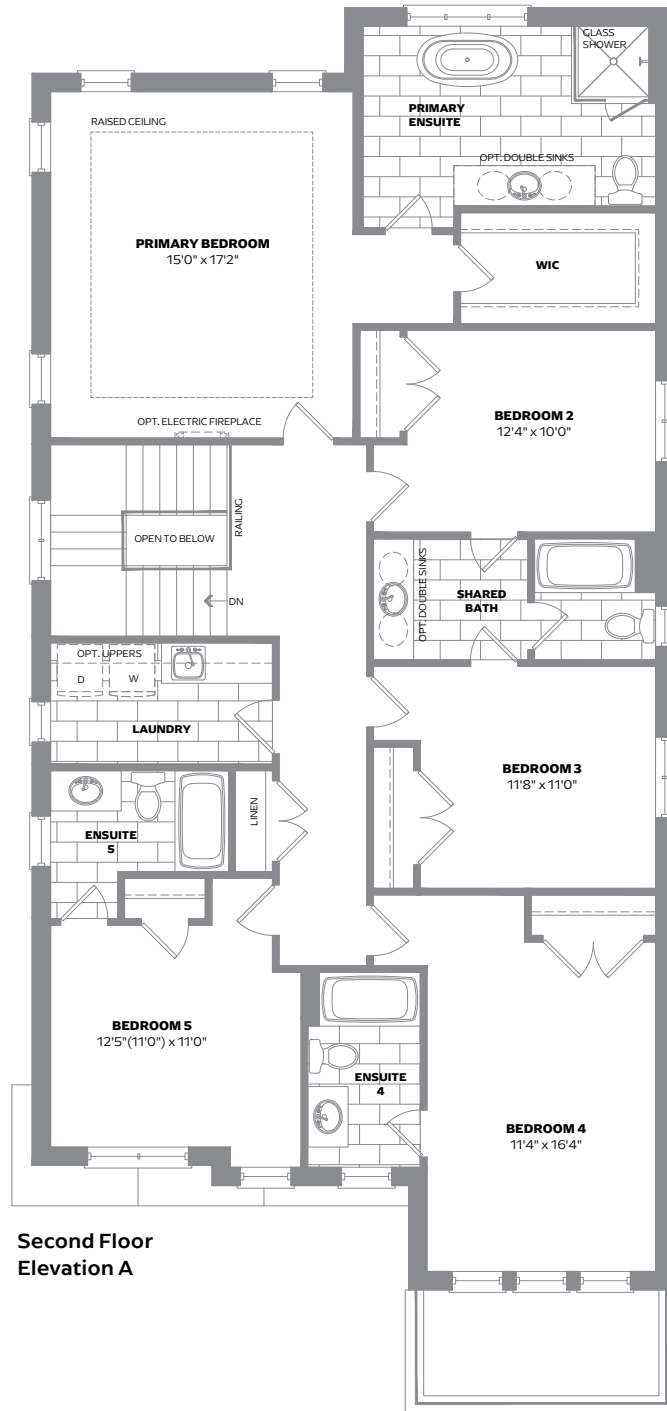 GLASS
SHOWER
PRIMARY
ENSUITE
RAISED CEILING
OPT. DOUBLE SINKS
PRIMARY BEDROOM
15'0" x 17'2"
WIC
BEDROOM 2
12'4" x 10'0"
OPT. ELECTRIC FIREPLACE
RAILING
OPEN TO BELOW
DN
OPT. DOUBLE SINKS
SHARED
BATH
OPT. UPPERS
D
W
LAUNDRY
BEDROOM 3
11'8" x 11'0"
LINEN
ENSUITE
5
BEDROOM 5
12'5"(11'0") x 11'0"
ENSUITE
4
BEDROOM 4
11'4" x 16'4"
Second Floor
Elevation A